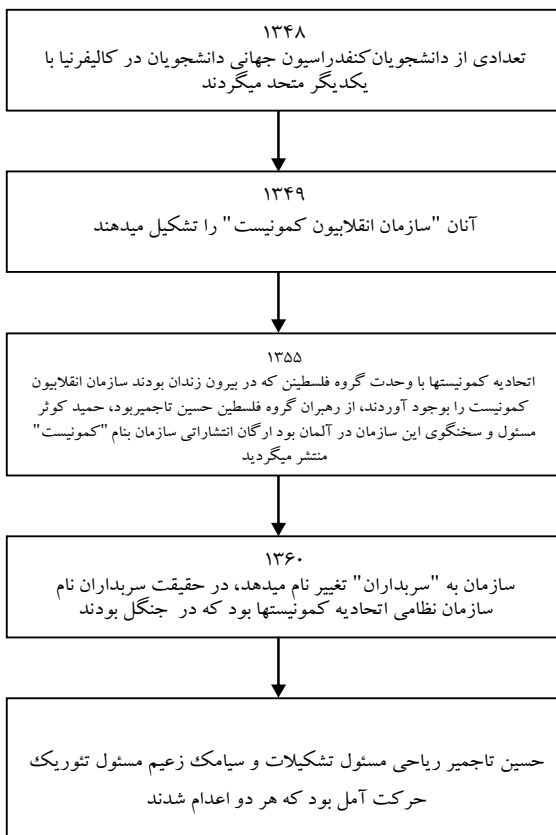 ۱۳۴۸
تعدادی از دانشجویان کنفدراسیون جهانی دانشجویان در کالیفرنیا با
یکدیگر متحد میگردند
۱۳۴۹
آنان "سازمان انقلابیون کمونیست" را تشکیل میدهند
۱۳۵۵
اتحادیه کمونیستها با وحدت گروه فلسطینن که در بیرون زندان بودند سازمان انقلابیون
کمونیست را بوجود آوردند، از رهبران گروه فلسطین حسین تاجمیربود، حمید کوثر
مسئول و سخنگوی این سازمان در آلمان بود ارگان انتشاراتی سازمان بنام "کمونیست"
منتشر میگردید
۱۳۶۰
سازمان به "سربداران" تغییر نام میدهد، در حقیقت سربداران نام
سازمان نظامی اتحادیه کمونیستها بود که در جنگل بودند
حسین تاجمیر ریاحی مسئول تشکیلات و سیامک زعیم مسئول تئوریک
حرکت آمل بود که هر دو اعدام شدند